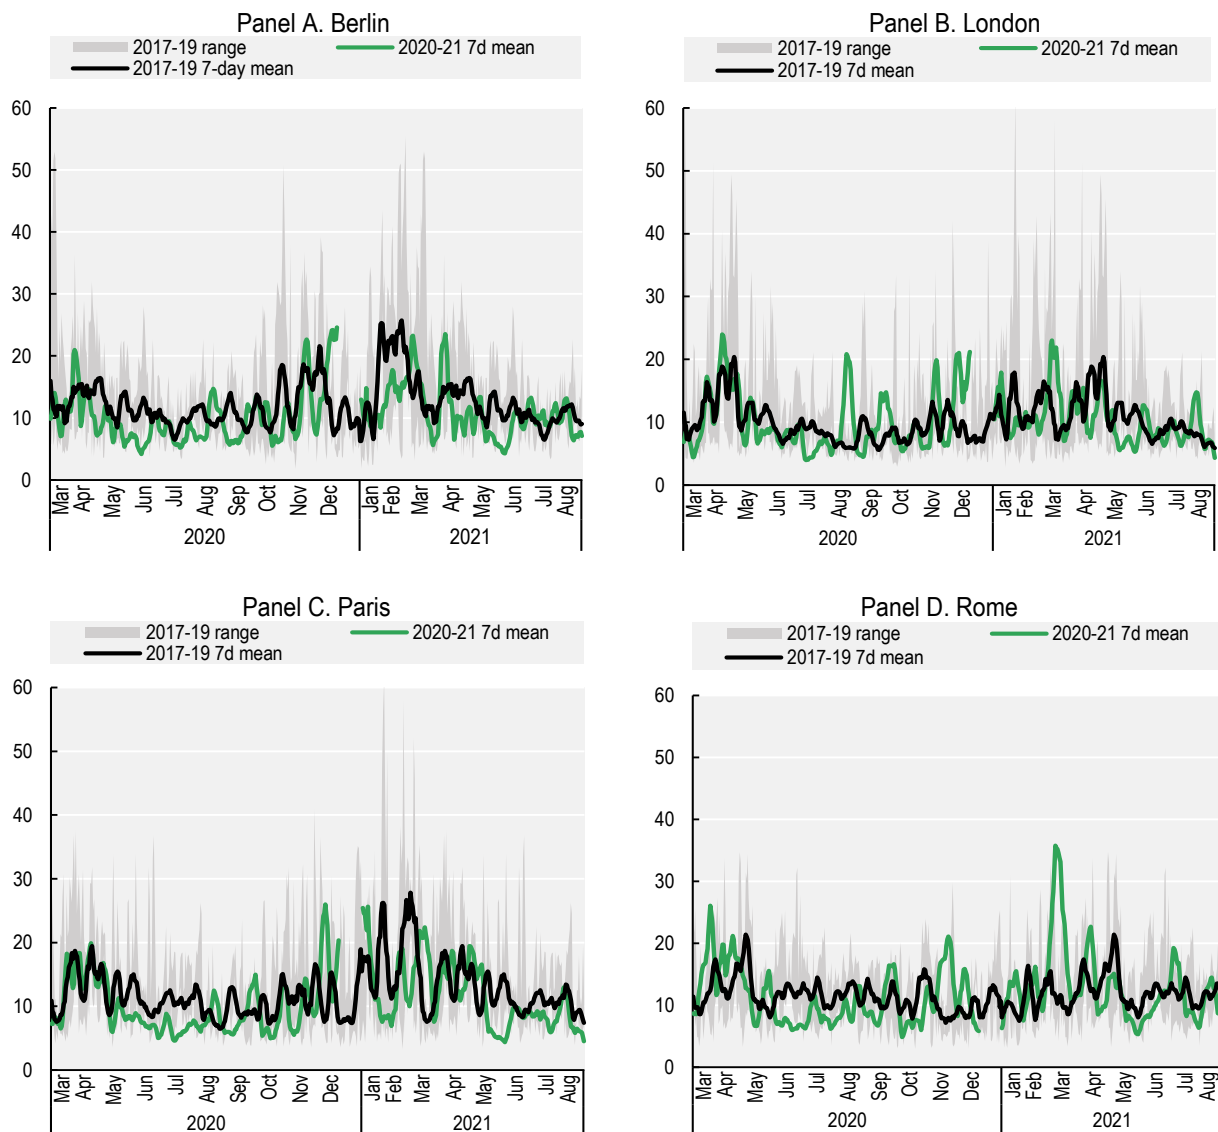 Panel A. Berlin
2017-19 range
2020-21 7d mean
2017-19 7-day mean
60
50
40
30
20
10
0
Mar Apr May Jun Jul Aug Sep Oct Nov Dec Jan Feb Mar Apr May Jun Jul Aug
2020 2021
Panel B. London
2017-19 range
2020-21 7d mean
2017-19 7d mean
60
50
40
30
20
10
0
Mar Apr May Jun Jul Aug Sep Oct Nov Dec Jan Feb Mar Apr May Jun Jul Aug
2020 2021
Panel C. Paris
2017-19 range
2020-21 7d mean
2017-19 7d mean
60
50
40
30
20
10
0
Mar Apr May Jun Jul Aug Sep Oct Nov Dec Jan Feb Mar Apr May Jun Jul Aug
2020 2021
Panel D. Rome
2017-19 range
2020-21 7d mean
2017-19 7d mean
60
50
40
30
20
10
0
Mar Apr May Jun Jul Aug Sep Oct Nov Dec Jan Feb Mar Apr May Jun Jul Aug
2020 2021